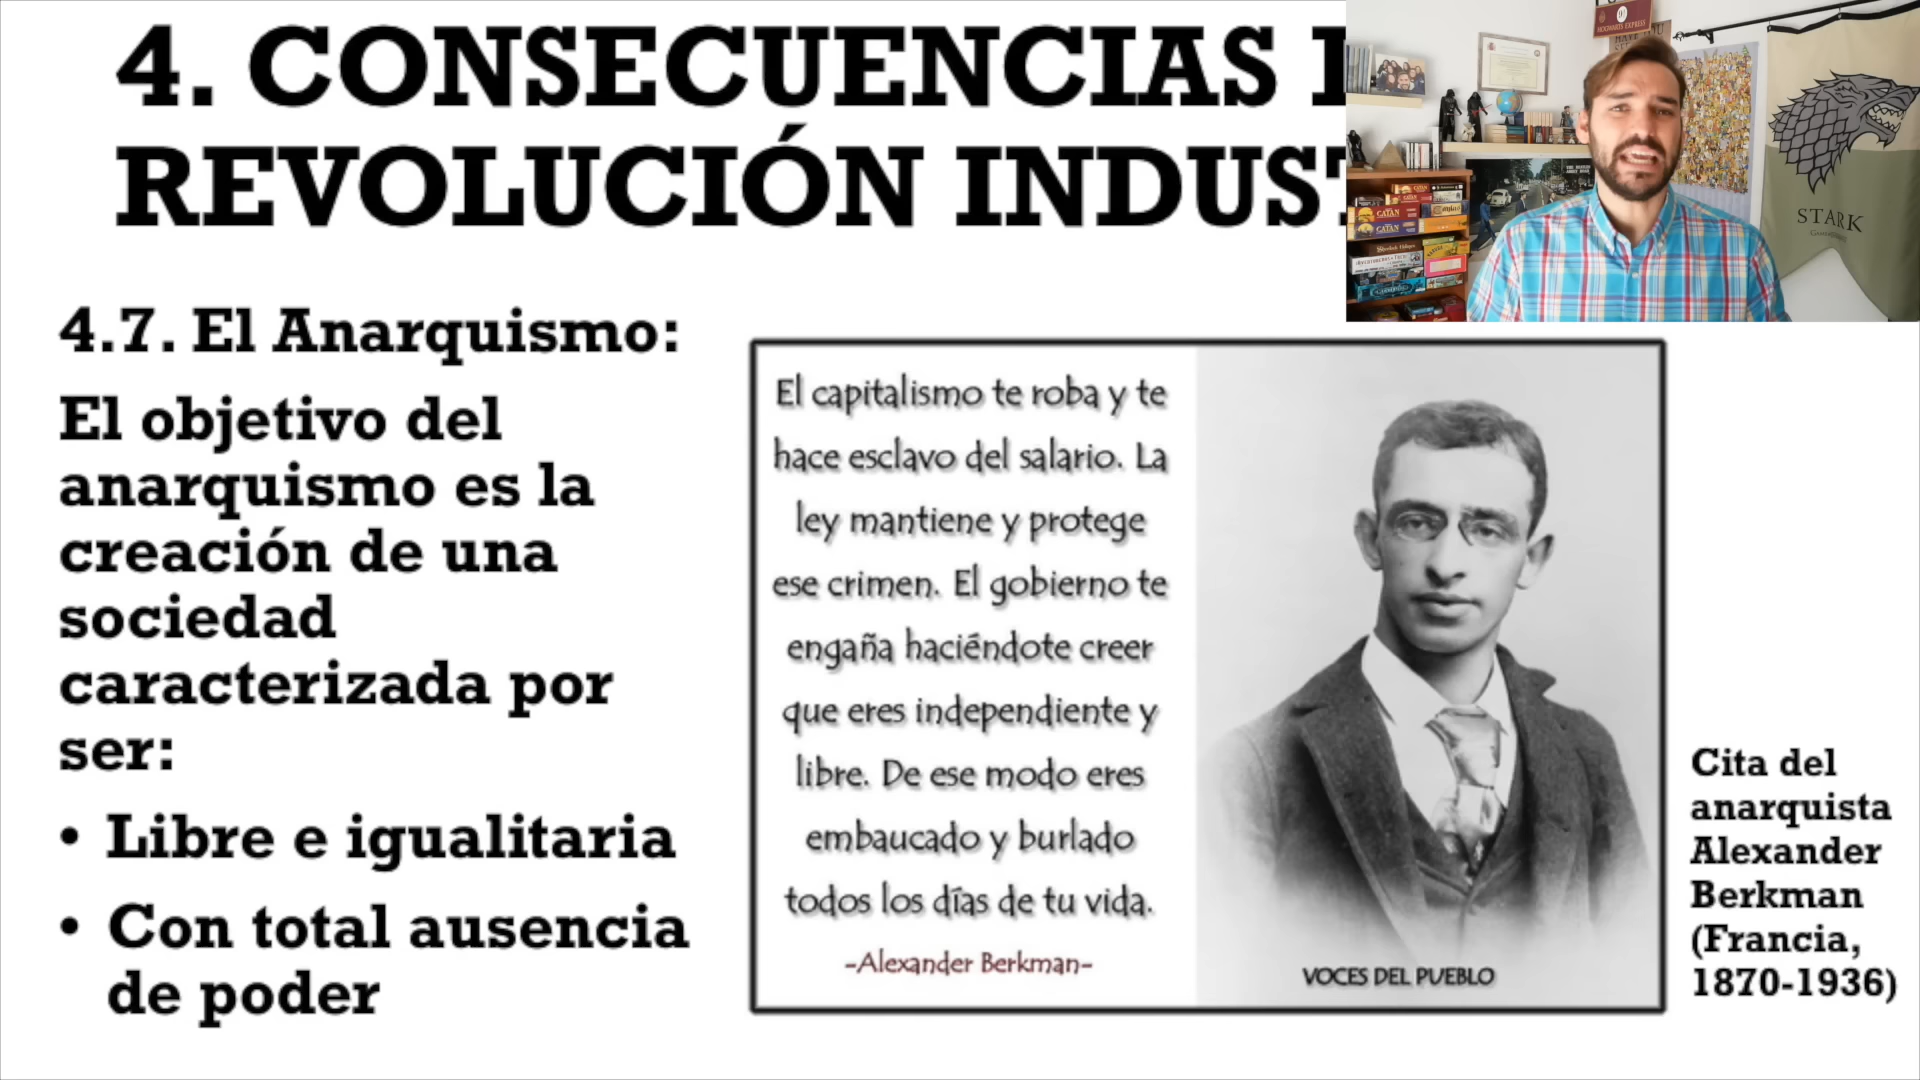 4. CONSECUENCIAS
REVOLUCIÓN INDUST
4.7. El Anarquismo:
El objetivo del
anarquismo es la
creación de una
sociedad
caracterizada por
ser:
• Libre e igualitaria
• Con total ausencia
de poder
El capitalismo te roba y te
hace esclavo del salario. La
ley mantiene y protege
ese crimen. El gobierno te
engaña haciéndote creer
que eres independiente y
libre. De ese modo eres
embaucado y burlado
todos los días de tu vida.
-Alexander Berkman-
VOCES DEL PUEBLO
Cita del
anarquista
Alexander
Berkman
(Francia,
1870-1936)
HOGWARTS EXPRESS
STARK
CATAN
CATAN
CATAN